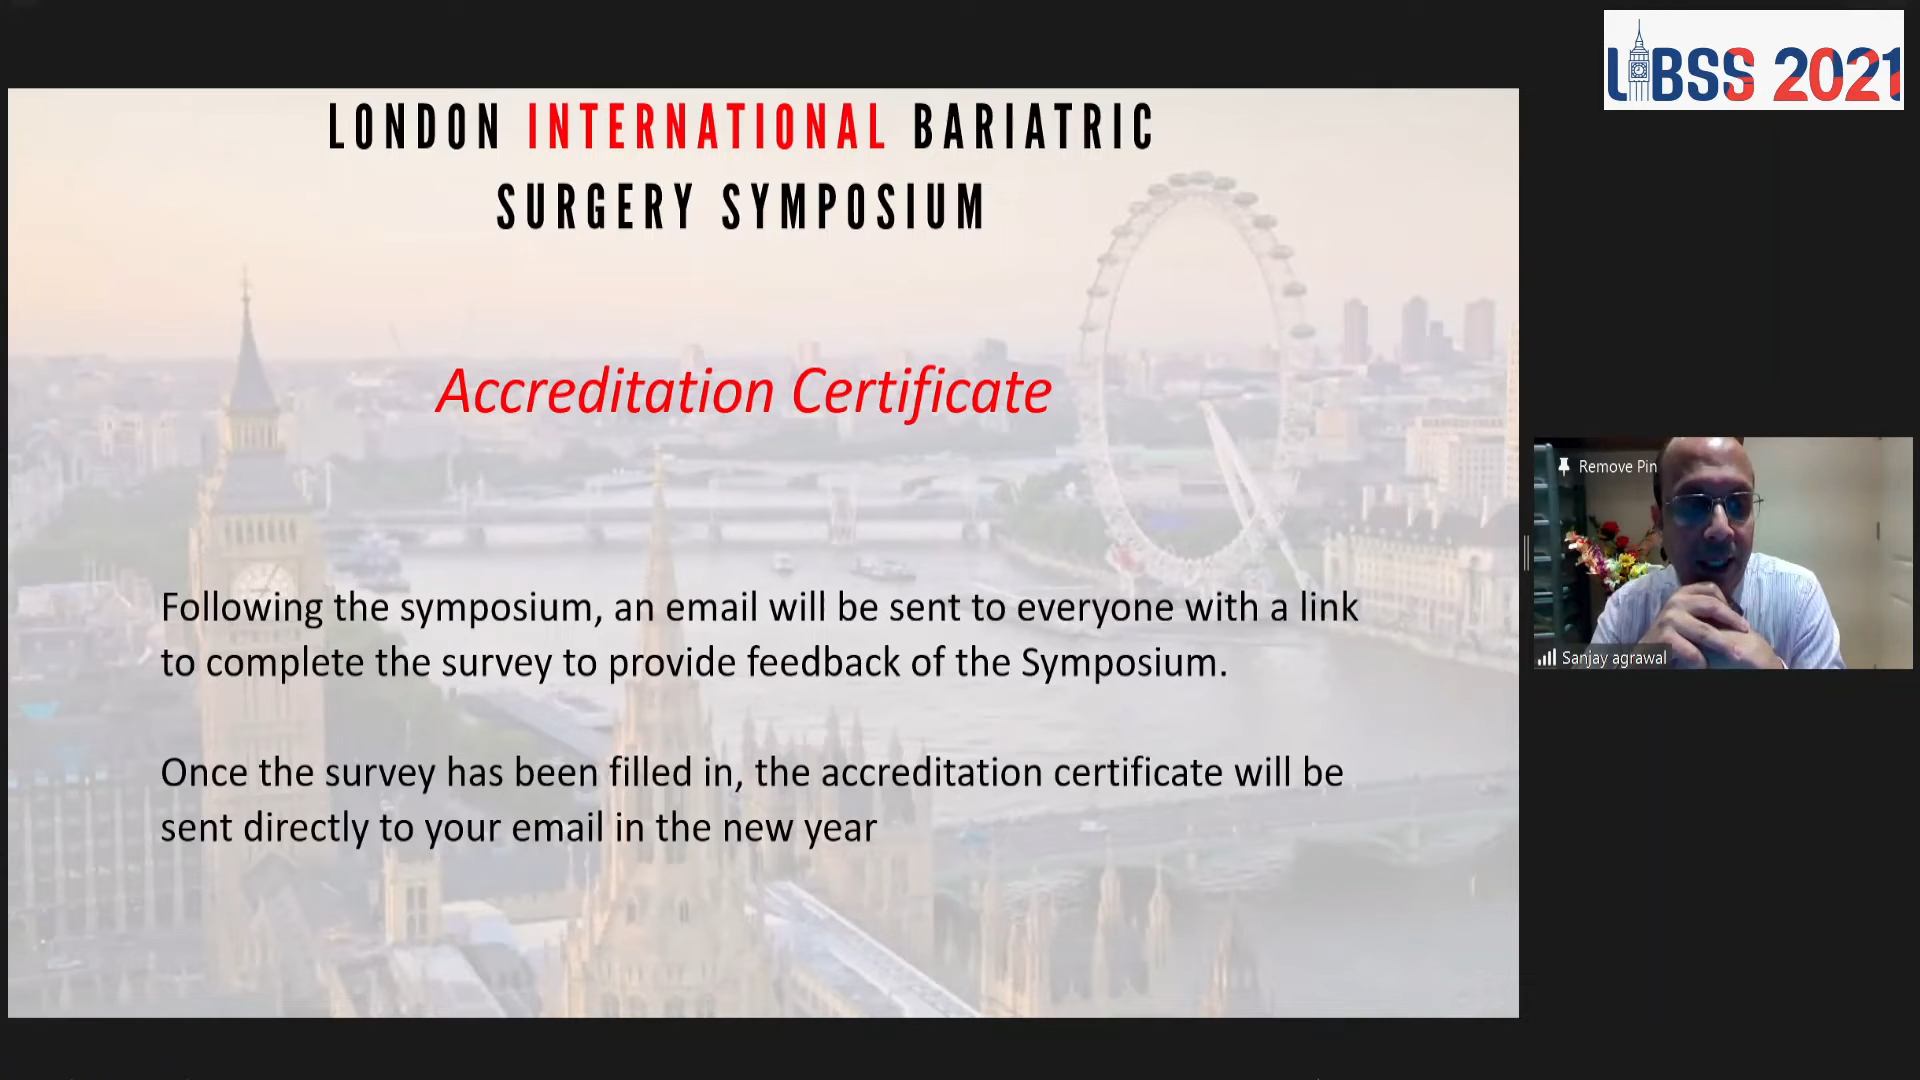 LIBSS 2021
LONDON INTERNATIONAL BARIATRIC
SURGERY SYMPOSIUM
Accreditation Certificate
Following the symposium, an email will be sent to everyone with a link
to complete the survey to provide feedback of the Symposium.
Once the survey has been filled in, the accreditation certificate will be
sent directly to your email in the new year
Remove Pin
Sanjay agrawal